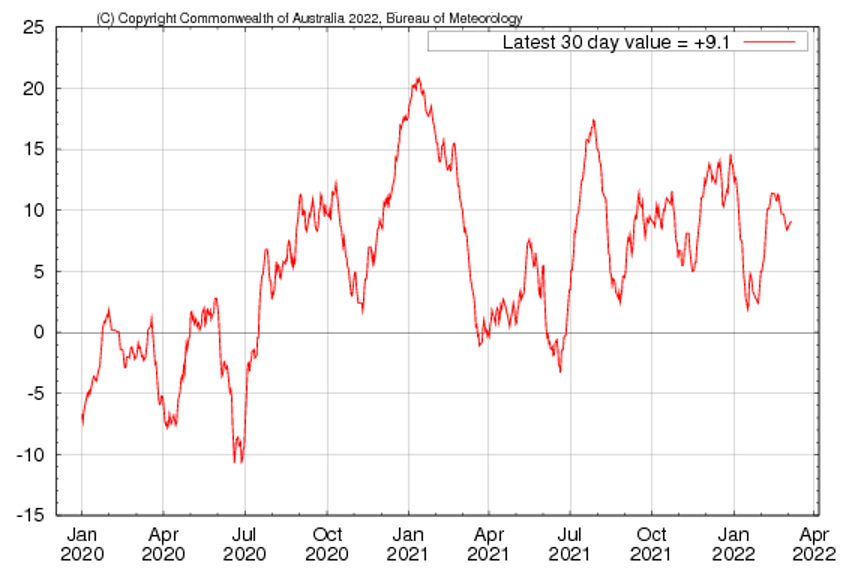 (C) Copyright Commonwealth of Australia 2022, Bureau of Meteorology
Latest 30 day value = +9.1
25
20
15
10
5
0
-5
-10
-15
Jan Apr Jul Oct Jan Apr Jul Oct Jan Apr
2020 2020 2020 2020 2021 2021 2021 2021 2022 2022